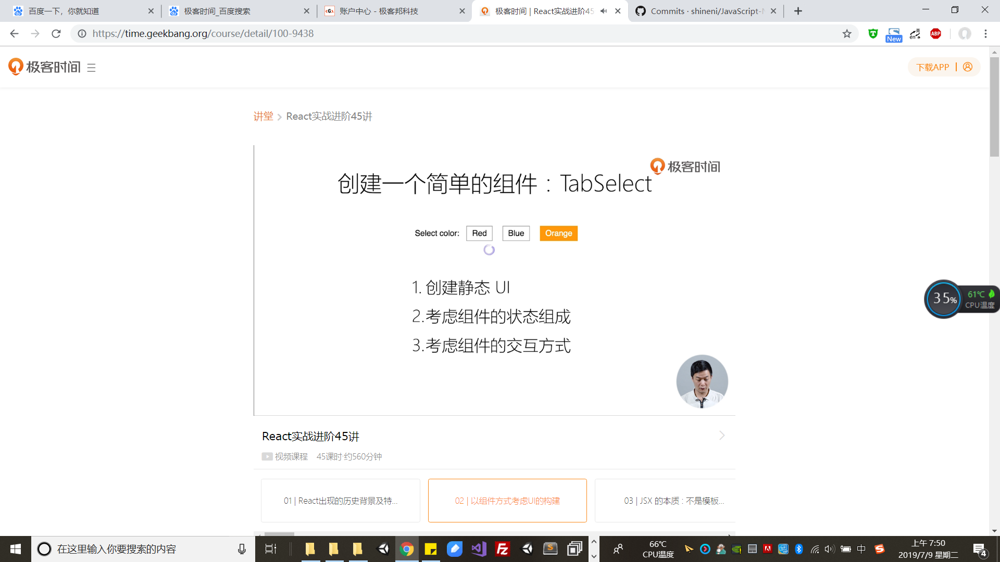 百度一下，你就知道
极客时间_百度搜索
账户中心 - 极客邦科技
极客时间 | React实战进阶45
Commits · shineni/JavaScript-N
https://time.geekbang.org/course/detail/100-9438
New
en
英
ABP
极客时间
下载APP
讲堂 > React实战进阶45讲
极客时间
创建一个简单的组件：TabSelect
Select color: Red Blue Orange
1. 创建静态 UI
2.考虑组件的状态组成
3.考虑组件的交互方式
35% 61℃
CPU温度
React实战进阶45讲
视频课程 45课时·约560分钟
01 | React出现的历史背景及特...
02 | 以组件方式考虑UI的构建
03 | JSX 的本质 : 不是模板...
在这里输入你要搜索的内容
66℃
CPU温度
中
上午 7:50
2019/7/9 星期二
4